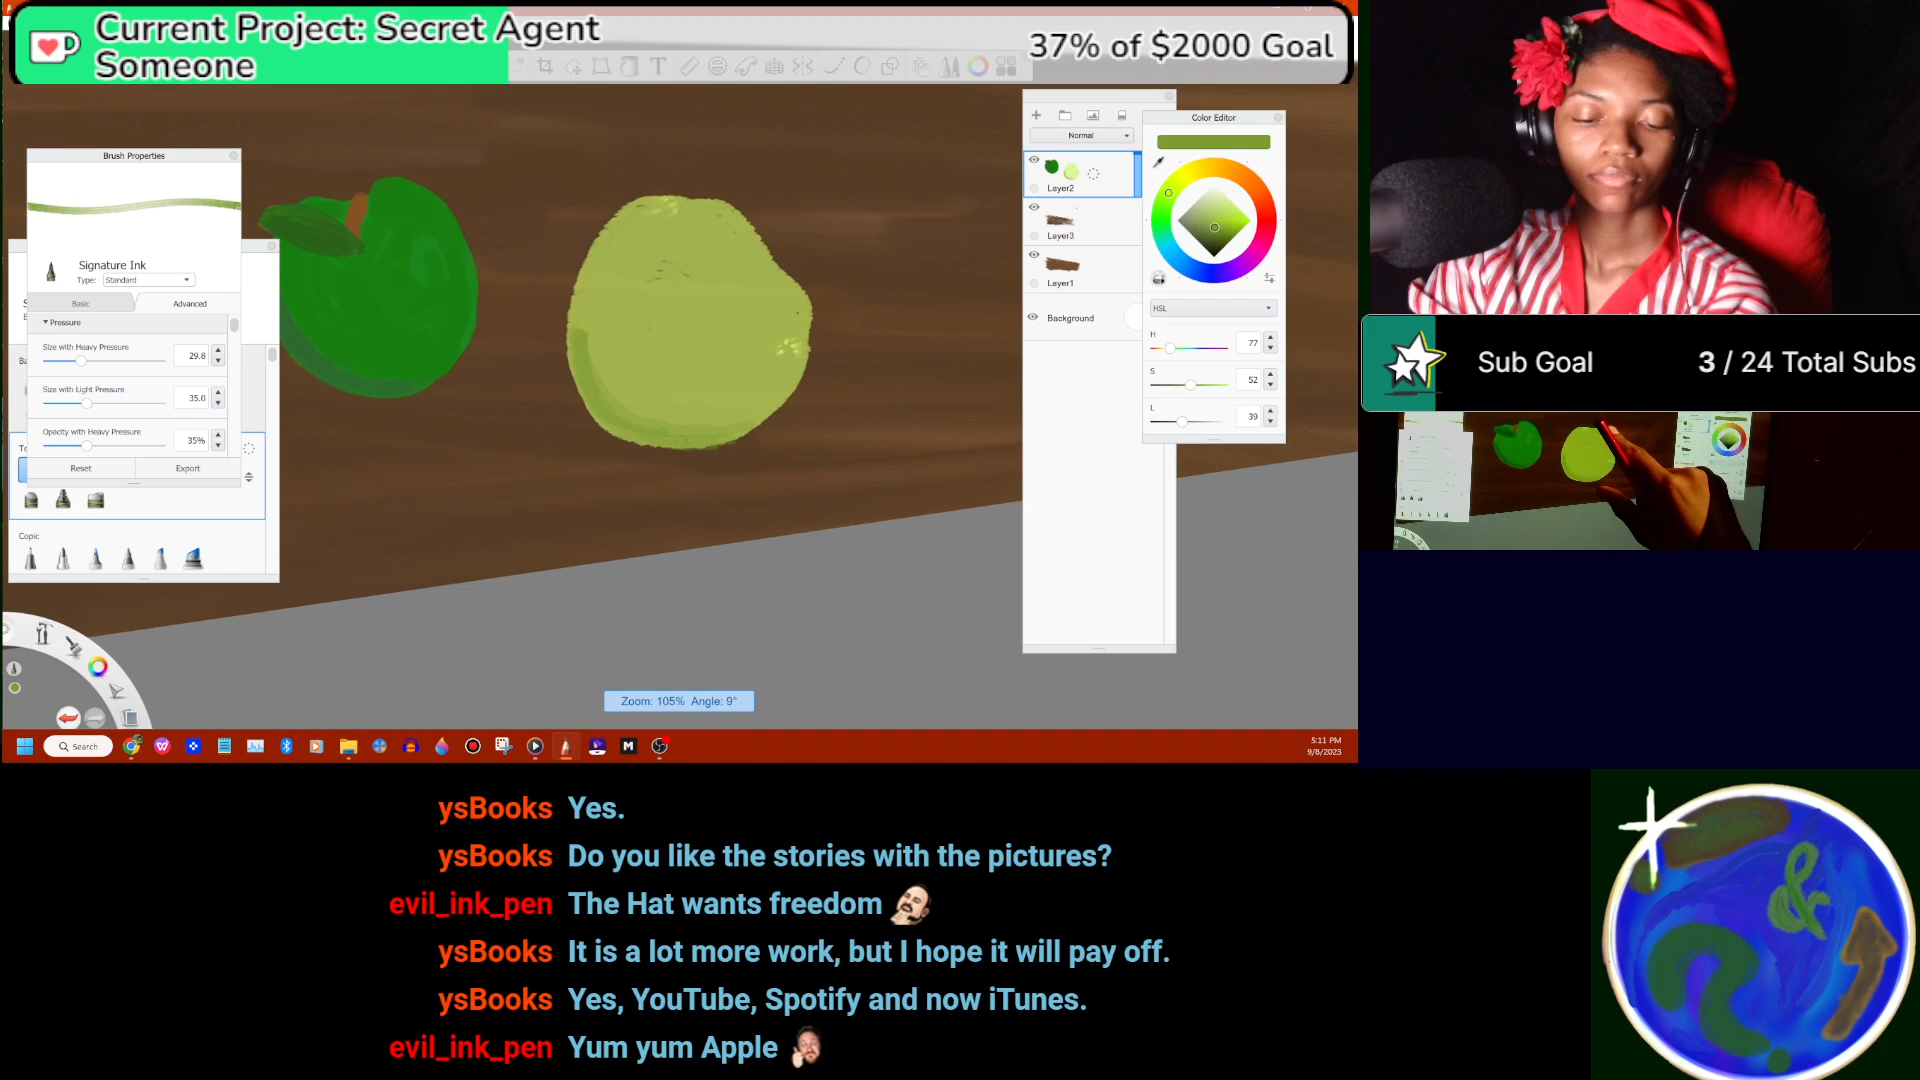 Current Project: Secret Agent
Someone
37% of $2000 Goal
T
Brush Properties
Signature Ink
Type: Standard
Basic
Advanced
Pressure
Size with Heavy Pressure
29.8
Size with Light Pressure
35.0
Opacity with Heavy Pressure
35%
Reset
Export
Copic
Normal
Layer2
Layer3
Layer1
Background
Color Editor
HSL
H
77
S
52
L
39
Zoom: 105% Angle: 9°
Search
5:11 PM
9/8/2023
Sub Goal
3 / 24 Total Subs
ysBooks Yes.
ysBooks Do you like the stories with the pictures?
evil_ink_pen The Hat wants freedom
ysBooks It is a lot more work, but I hope it will pay off.
ysBooks Yes, YouTube, Spotify and now iTunes.
evil_ink_pen Yum yum Apple
&